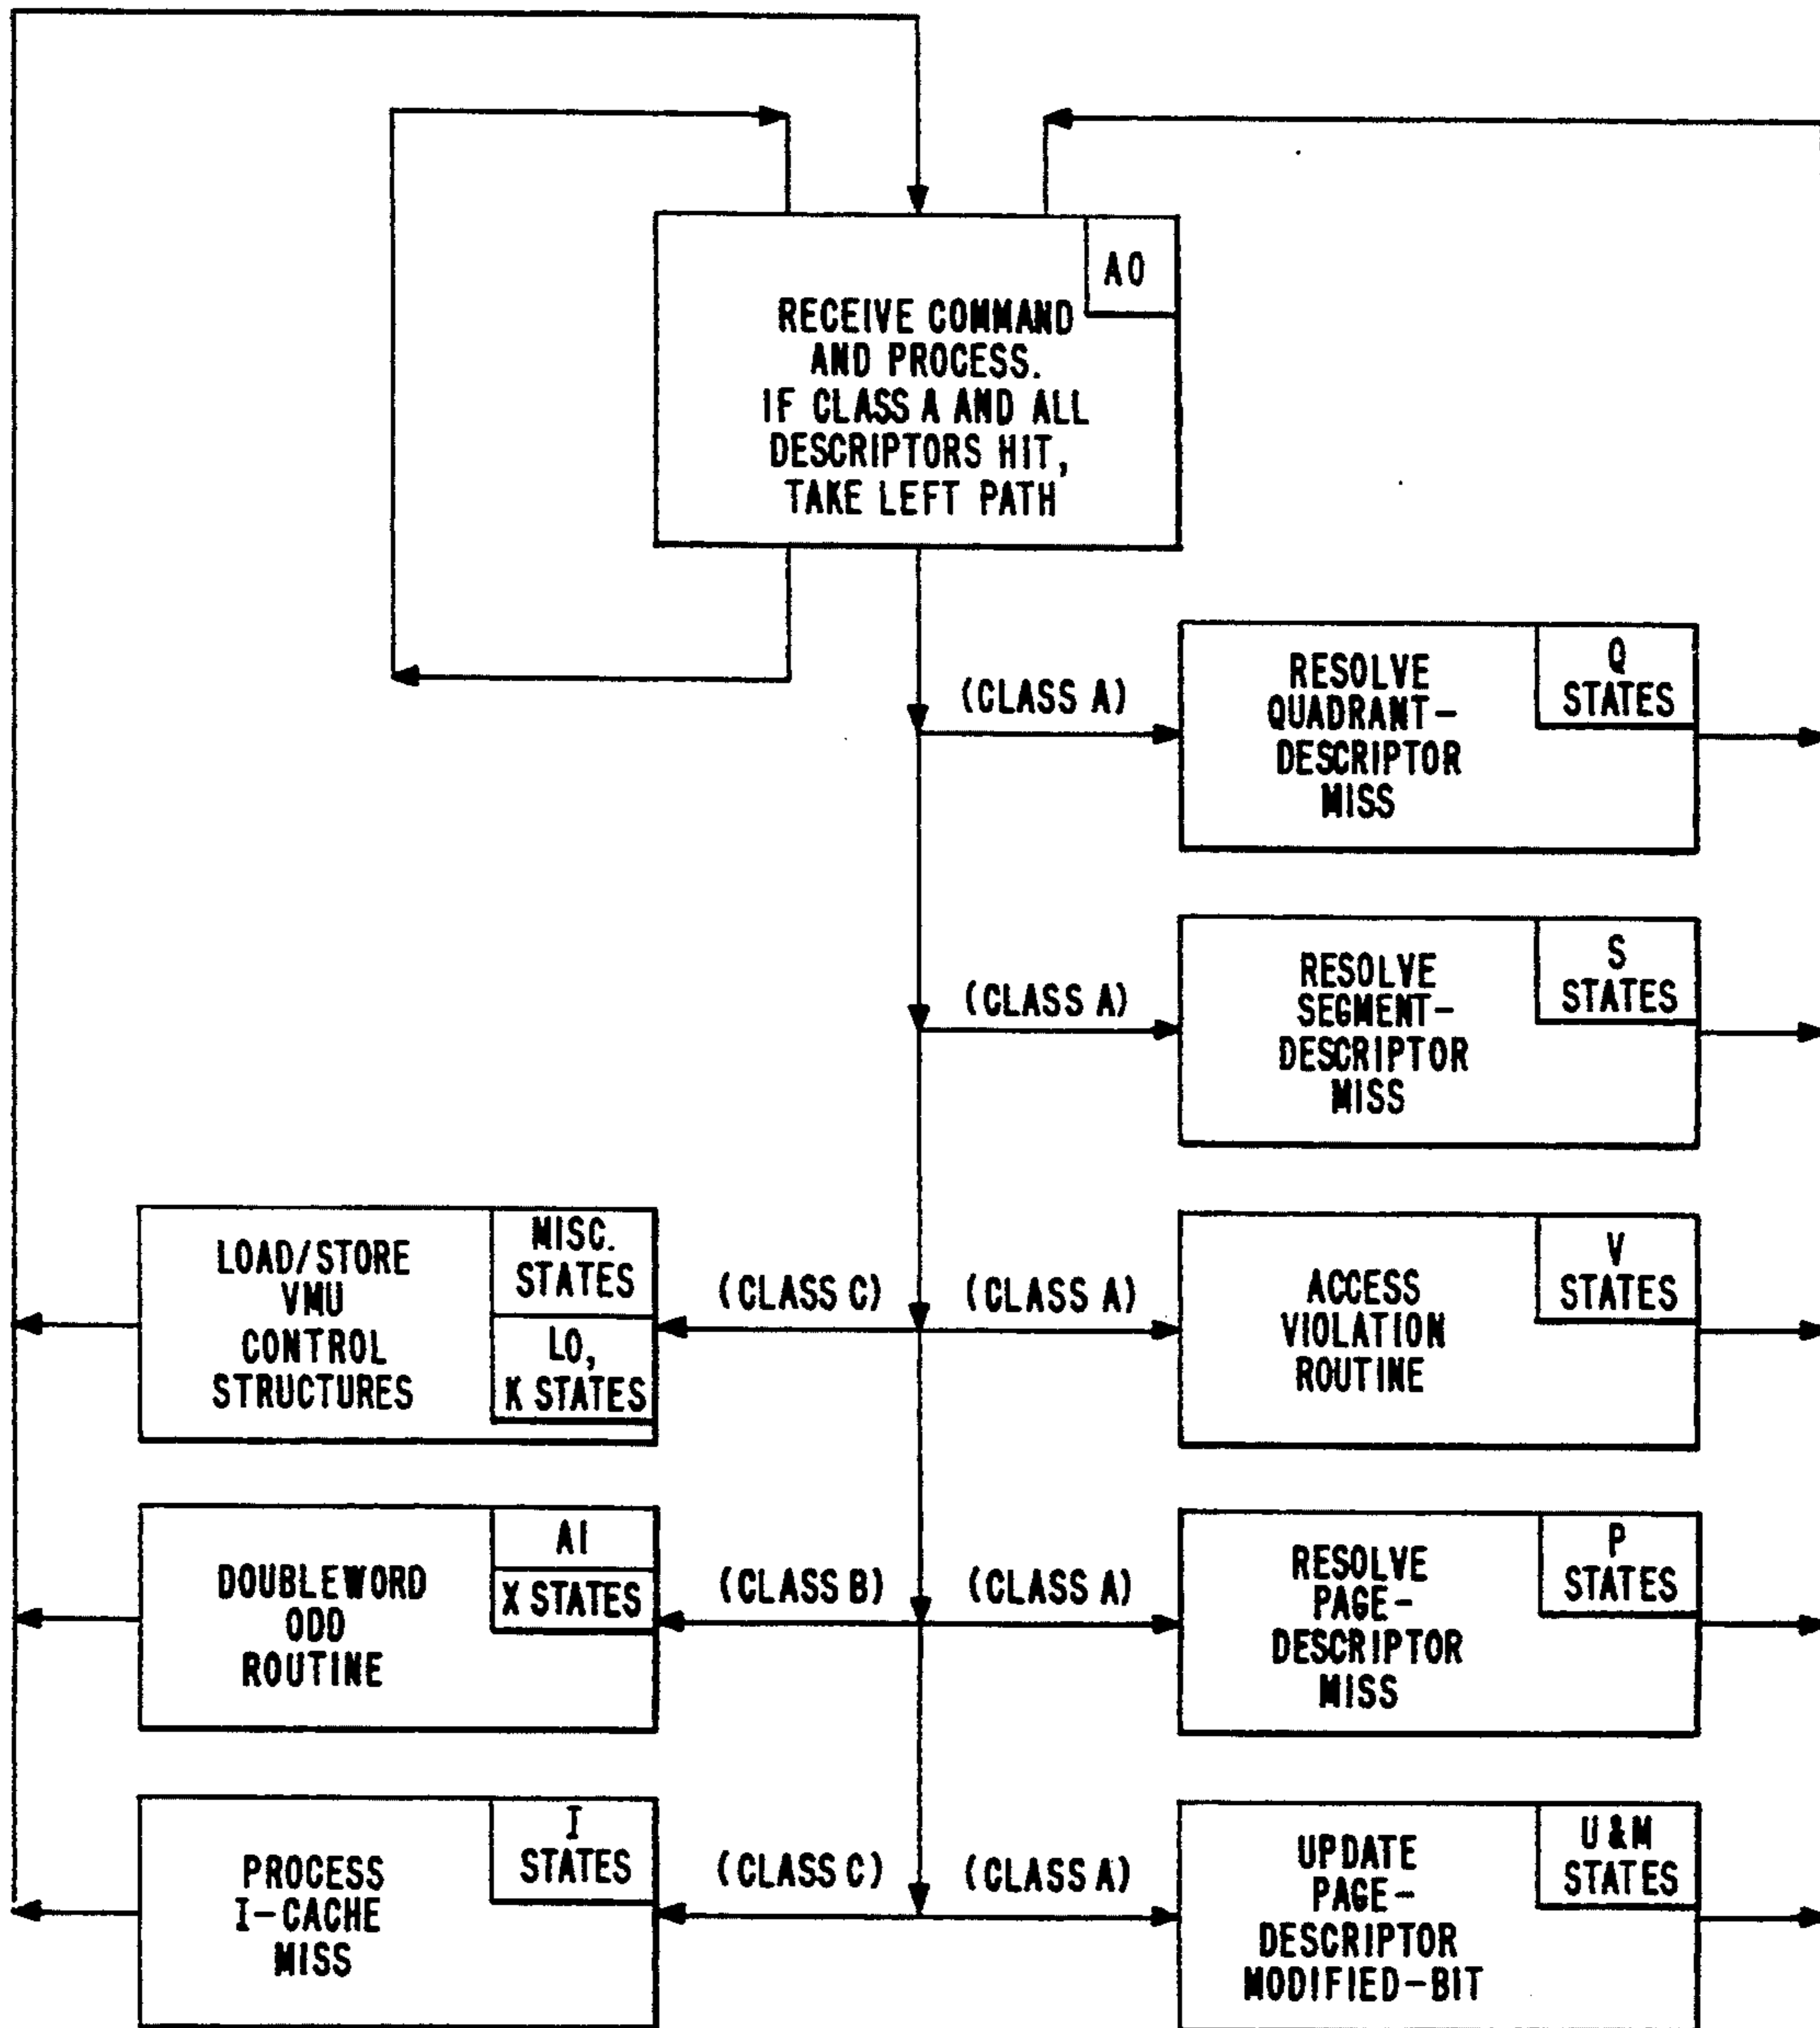 A0
RECEIVE COMMAND
AND PROCESS.
IF CLASS A AND ALL
DESCRIPTORS HIT,
TAKE LEFT PATH
(CLASS A)
RESOLVE
QUADRANT-
DESCRIPTOR
MISS
Q
STATES
(CLASS A)
RESOLVE
SEGMENT-
DESCRIPTOR
MISS
S
STATES
LOAD/STORE
VMU
CONTROL
STRUCTURES
MISC.
STATES
LO,
K STATES
(CLASS C)
(CLASS A)
ACCESS
VIOLATION
ROUTINE
V
STATES
DOUBLEWORD
ODD
ROUTINE
A1
X STATES
(CLASS B)
(CLASS A)
RESOLVE
PAGE-
DESCRIPTOR
MISS
P
STATES
PROCESS
I-CACHE
MISS
I
STATES
(CLASS C)
(CLASS A)
UPDATE
PAGE-
DESCRIPTOR
MODIFIED-BIT
U&M
STATES